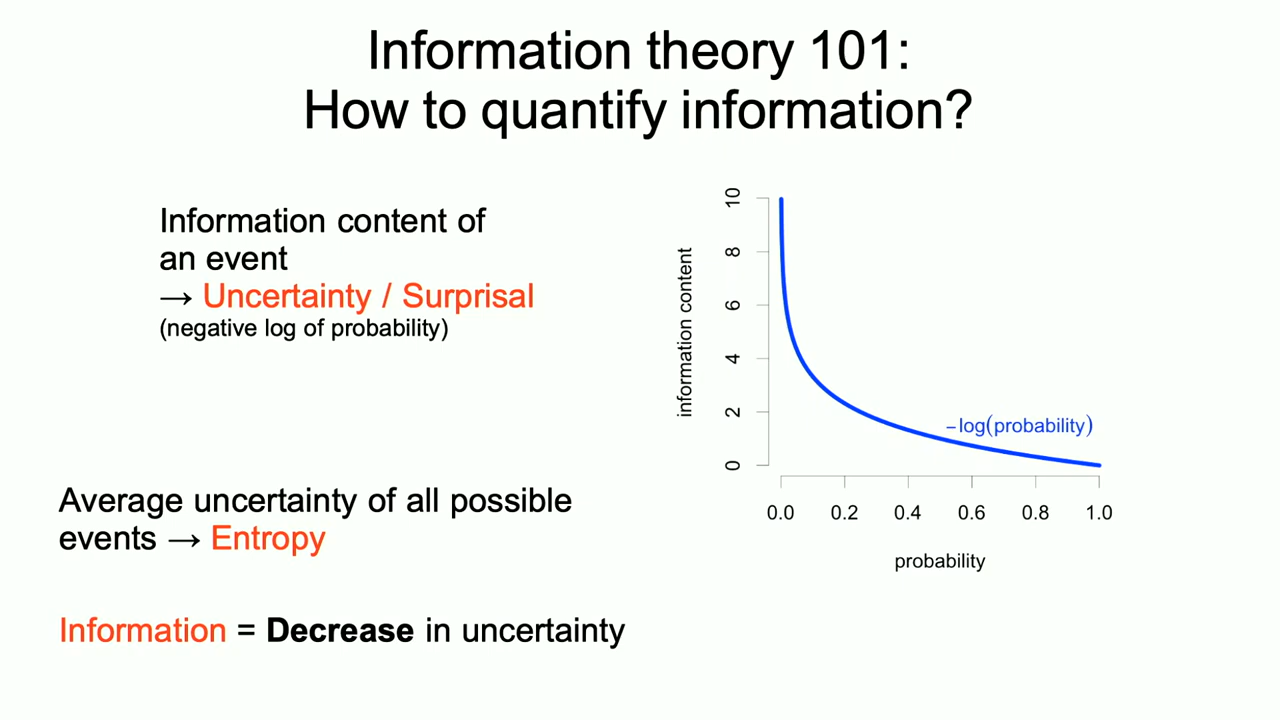 Information theory 101:
How to quantify information?
Information content of
an event
→ Uncertainty / Surprisal
(negative log of probability)
Average uncertainty of all possible
events → Entropy
Information = Decrease in uncertainty
information content
10
8
6
4
2
0
−log(probability)
0.0 0.2 0.4 0.6 0.8 1.0
probability